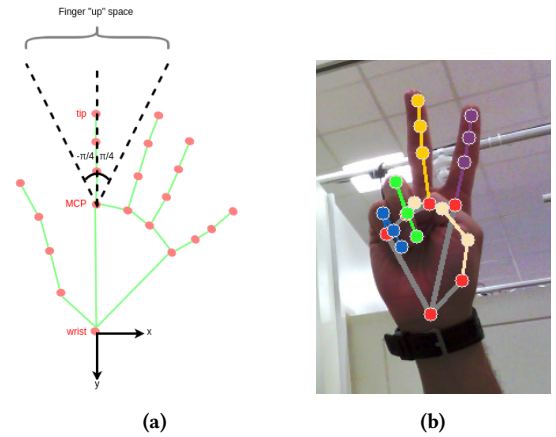 Finger "up" space
tip
-π/4 π/4
MCP
wrist
x
y
(a)
(b)